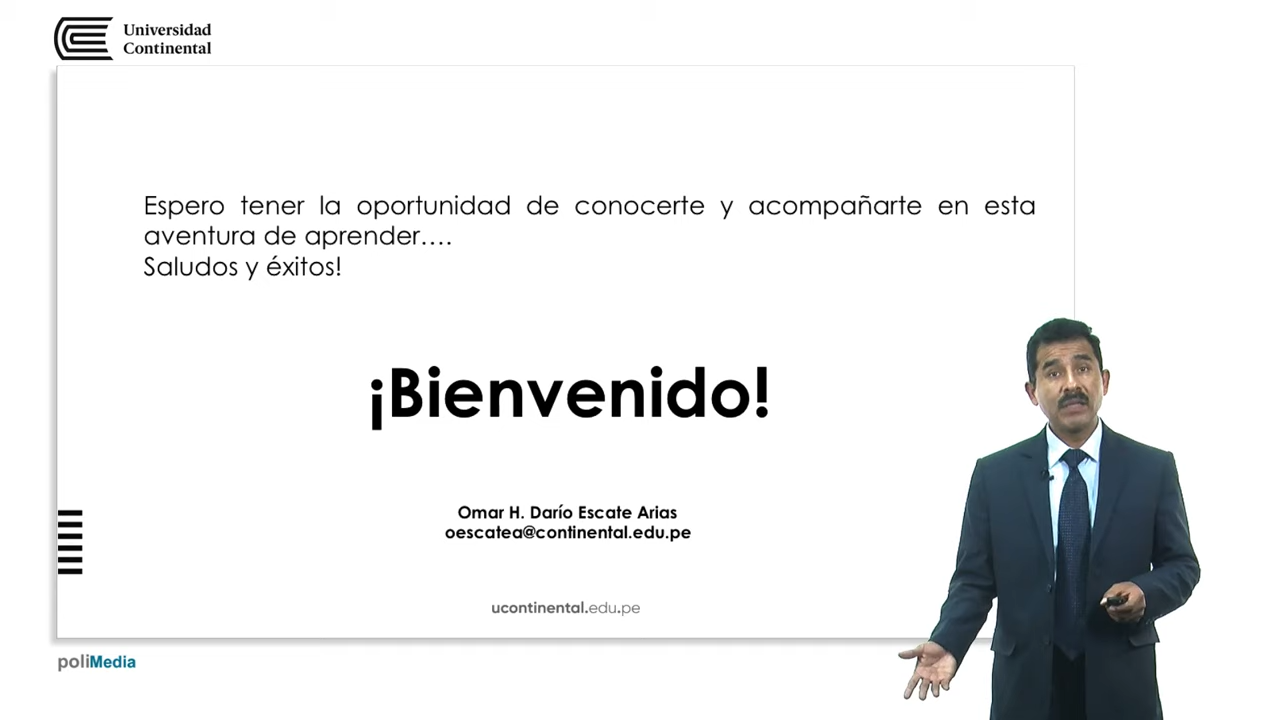 Universidad
Continental
Espero tener la oportunidad de conocerte y acompañarte en esta
aventura de aprender....
Saludos y éxitos!
¡Bienvenido!
Omar H. Darío Escate Arias
oescatea@continental.edu.pe
ucontinental.edu.pe
poliMedia